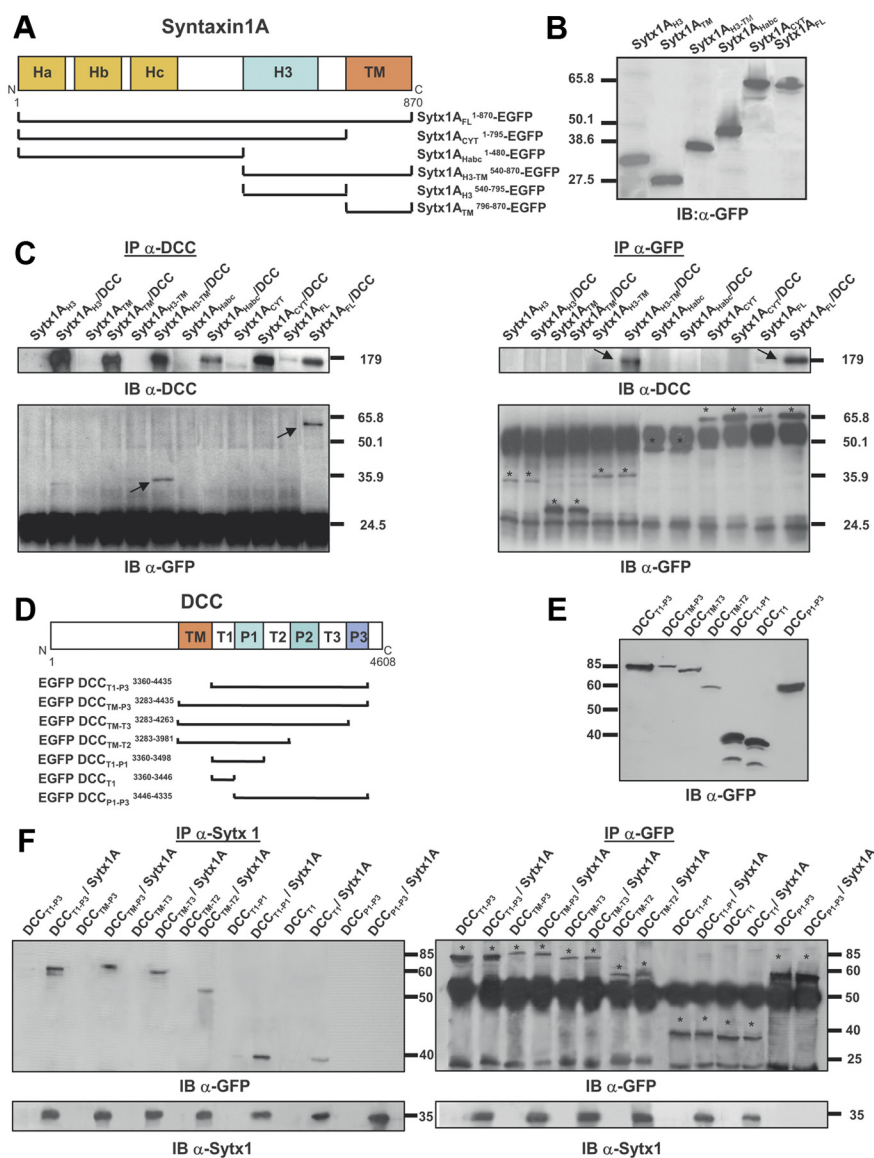 A
Syntaxin1A
Ha Hb Hc H3 TM
N C
1 870
Sytx1AFL 1-870-EGFP
Sytx1ACYT 1-795-EGFP
Sytx1AHabc 1-480-EGFP
Sytx1AH3-TM 540-870-EGFP
Sytx1AH3 540-795-EGFP
Sytx1ATM 796-870-EGFP
B
Sytx1AH3
Sytx1ATM
Sytx1AH3-TM
Sytx1AHabc
Sytx1ACYT
Sytx1AFL
65.8
50.1
38.6
27.5
IB:α-GFP
C
IP α-DCC
Sytx1AH3
Sytx1AH3/DCC
Sytx1ATM
Sytx1ATM/DCC
Sytx1AH3-TM
Sytx1AH3-TM/DCC
Sytx1AHabc
Sytx1AHabc/DCC
Sytx1ACYT
Sytx1ACYT/DCC
Sytx1AFL
Sytx1AFL/DCC
179
IB α-DCC
65.8
50.1
35.9
24.5
IB α-GFP
IP α-GFP
Sytx1AH3
Sytx1AH3/DCC
Sytx1ATM
Sytx1ATM/DCC
Sytx1AH3-TM
Sytx1AH3-TM/DCC
Sytx1AHabc
Sytx1AHabc/DCC
Sytx1ACYT
Sytx1ACYT/DCC
Sytx1AFL
Sytx1AFL/DCC
179
IB α-DCC
* * * * * * * * * * * *
65.8
50.1
35.9
24.5
IB α-GFP
D
DCC
TM T1 P1 T2 P2 T3 P3
N C
1 4608
EGFP DCCT1-P3 3360-4435
EGFP DCCTM-P3 3283-4435
EGFP DCCTM-T3 3283-4263
EGFP DCCTM-T2 3283-3981
EGFP DCCT1-P1 3360-3498
EGFP DCCT1 3360-3446
EGFP DCCP1-P3 3446-4335
E
DCCT1-P3
DCCTM-P3
DCCTM-T3
DCCTM-T2
DCCT1-P1
DCCT1
DCCP1-P3
85
60
50
40
IB α-GFP
F
IP α-Sytx 1
DCCT1-P3
DCCT1-P3 / Sytx1A
DCCTM-P3
DCCTM-P3 / Sytx1A
DCCTM-T3
DCCTM-T3 / Sytx1A
DCCTM-T2
DCCTM-T2 / Sytx1A
DCCT1-P1
DCCT1-P1 / Sytx1A
DCCT1
DCCT1 / Sytx1A
DCCP1-P3
DCCP1-P3 / Sytx1A
85
60
50
40
IB α-GFP
35
IB α-Sytx1
IP α-GFP
DCCT1-P3
DCCT1-P3 / Sytx1A
DCCTM-P3
DCCTM-P3 / Sytx1A
DCCTM-T3
DCCTM-T3 / Sytx1A
DCCTM-T2
DCCTM-T2 / Sytx1A
DCCT1-P1
DCCT1-P1 / Sytx1A
DCCT1
DCCT1 / Sytx1A
DCCP1-P3
DCCP1-P3 / Sytx1A
* * * * * * * * * * * * * *
85
60
50
40
25
IB α-GFP
35
IB α-Sytx1